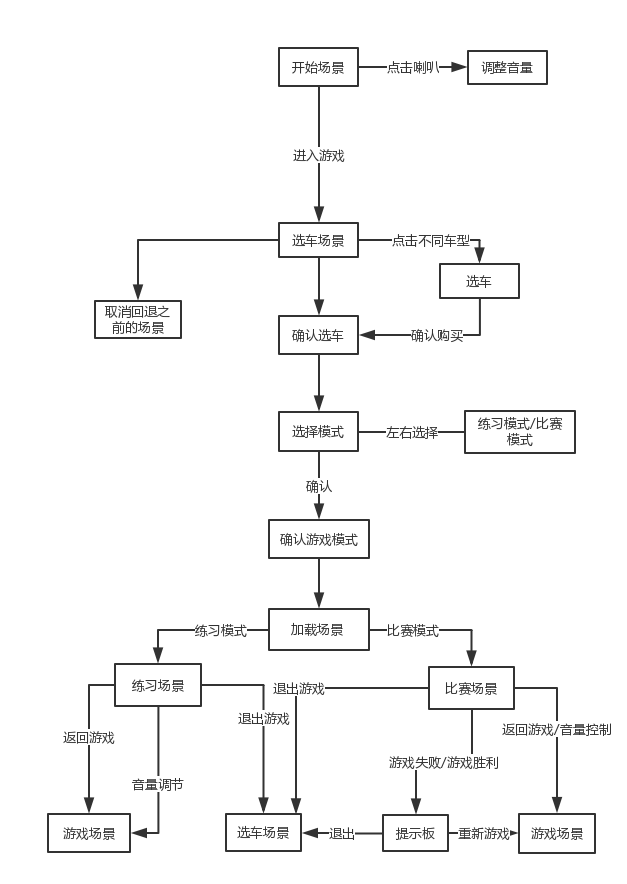 开始场景
点击喇叭
调整音量
进入游戏
选车场景
点击不同车型
选车
取消回退之
前的场景
确认选车
确认购买
选择模式
左右选择
练习模式/比赛
模式
确认
确认游戏模式
练习模式
加载场景
比赛模式
练习场景
退出游戏
比赛场景
返回游戏
退出游戏
返回游戏/音量控制
游戏失败/游戏胜利
音量调节
游戏场景
选车场景
退出
提示板
重新游戏
游戏场景